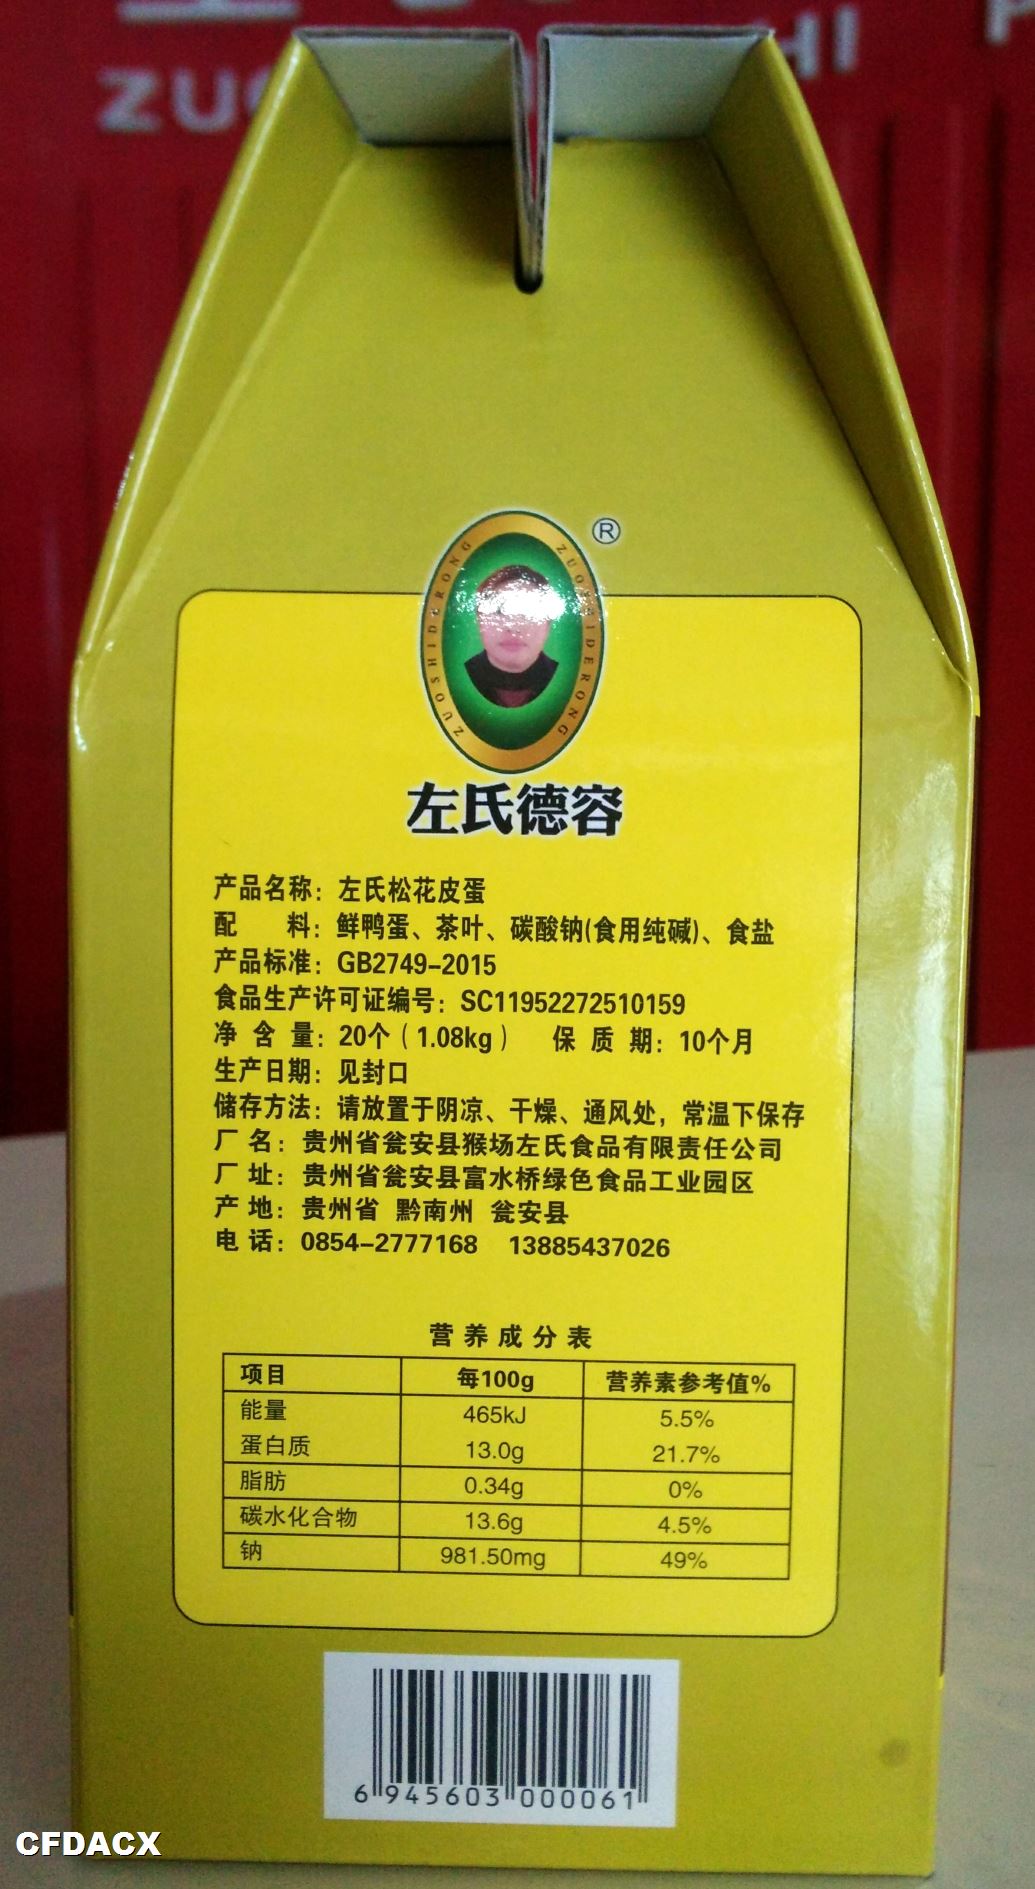 ®
ZUOSHIDERONG
左氏德容
产品名称：左氏松花皮蛋
配 料：鲜鸭蛋、茶叶、碳酸钠(食用纯碱)、食盐
产品标准：GB2749-2015
食品生产许可证编号：SC11952272510159
净含量：20个（1.08kg） 保质期：10个月
生产日期：见封口
储存方法：请放置于阴凉、干燥、通风处，常温下保存
厂名：贵州省瓮安县猴场左氏食品有限责任公司
厂址：贵州省瓮安县富水桥绿色食品工业园区
产地：贵州省 黔南州 瓮安县
电话：0854-2777168 13885437026
营养成分表
项目 每100g 营养素参考值%
能量 465kJ 5.5%
蛋白质 13.0g 21.7%
脂肪 0.34g 0%
碳水化合物 13.6g 4.5%
钠 981.50mg 49%
6 945603 000061
CFDACX